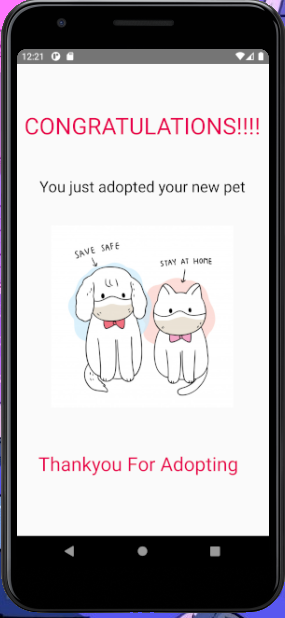 12:21
CONGRATULATIONS!!!!
You just adopted your new pet
SAVE SAFE
STAY AT HOME
Thankyou For Adopting